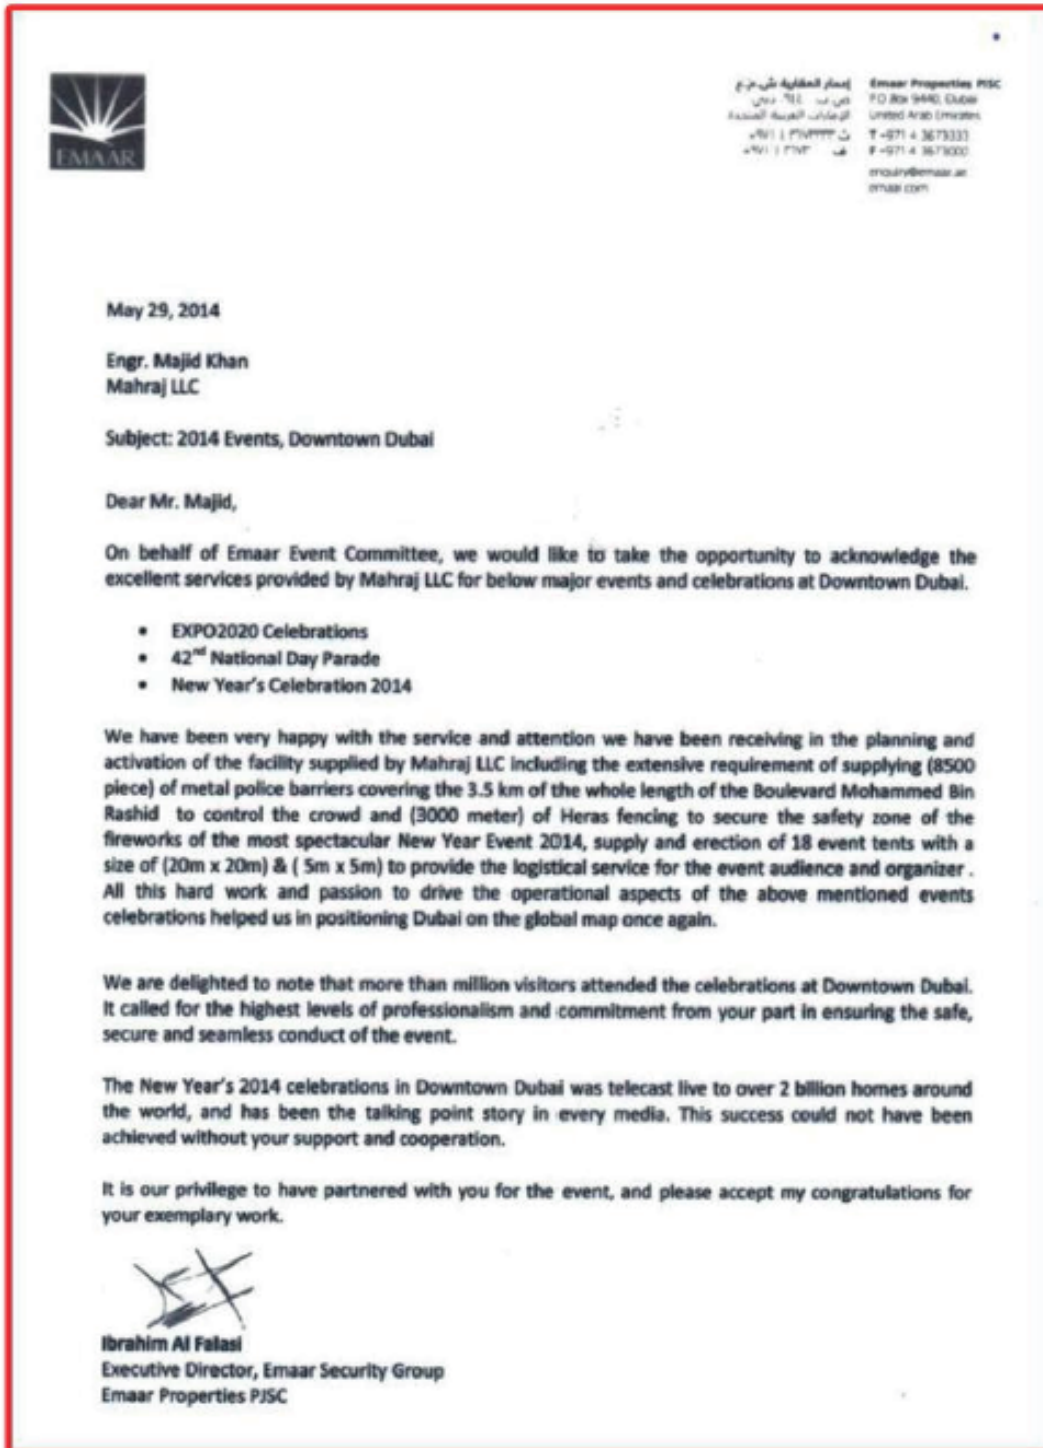 EMAAR
إعمار العقارية ش.م.ع
دبي
الإمارات العربية المتحدة
Emaar Properties PJSC
P.O Box 9440, Dubai
United Arab Emirates
T +971 4 3673333
F +971 4 3673000
enquiry@emaar.ae
emaar.com
May 29, 2014
Engr. Majid Khan
Mahraj LLC
Subject: 2014 Events, Downtown Dubai
Dear Mr. Majid,
On behalf of Emaar Event Committee, we would like to take the opportunity to acknowledge the
excellent services provided by Mahraj LLC for below major events and celebrations at Downtown Dubai.
• EXPO2020 Celebrations
• 42nd National Day Parade
• New Year's Celebration 2014
We have been very happy with the service and attention we have been receiving in the planning and
activation of the facility supplied by Mahraj LLC including the extensive requirement of supplying (8500
piece) of metal police barriers covering the 3.5 km of the whole length of the Boulevard Mohammed Bin
Rashid to control the crowd and (3000 meter) of Heras fencing to secure the safety zone of the
fireworks of the most spectacular New Year Event 2014, supply and erection of 18 event tents with a
size of (20m x 20m) & ( 5m x 5m) to provide the logistical service for the event audience and organizer .
All this hard work and passion to drive the operational aspects of the above mentioned events
celebrations helped us in positioning Dubai on the global map once again.
We are delighted to note that more than million visitors attended the celebrations at Downtown Dubai.
It called for the highest levels of professionalism and commitment from your part in ensuring the safe,
secure and seamless conduct of the event.
The New Year's 2014 celebrations in Downtown Dubai was telecast live to over 2 billion homes around
the world, and has been the talking point story in every media. This success could not have been
achieved without your support and cooperation.
It is our privilege to have partnered with you for the event, and please accept my congratulations for
your exemplary work.
Ibrahim Al Falasi
Executive Director, Emaar Security Group
Emaar Properties PJSC